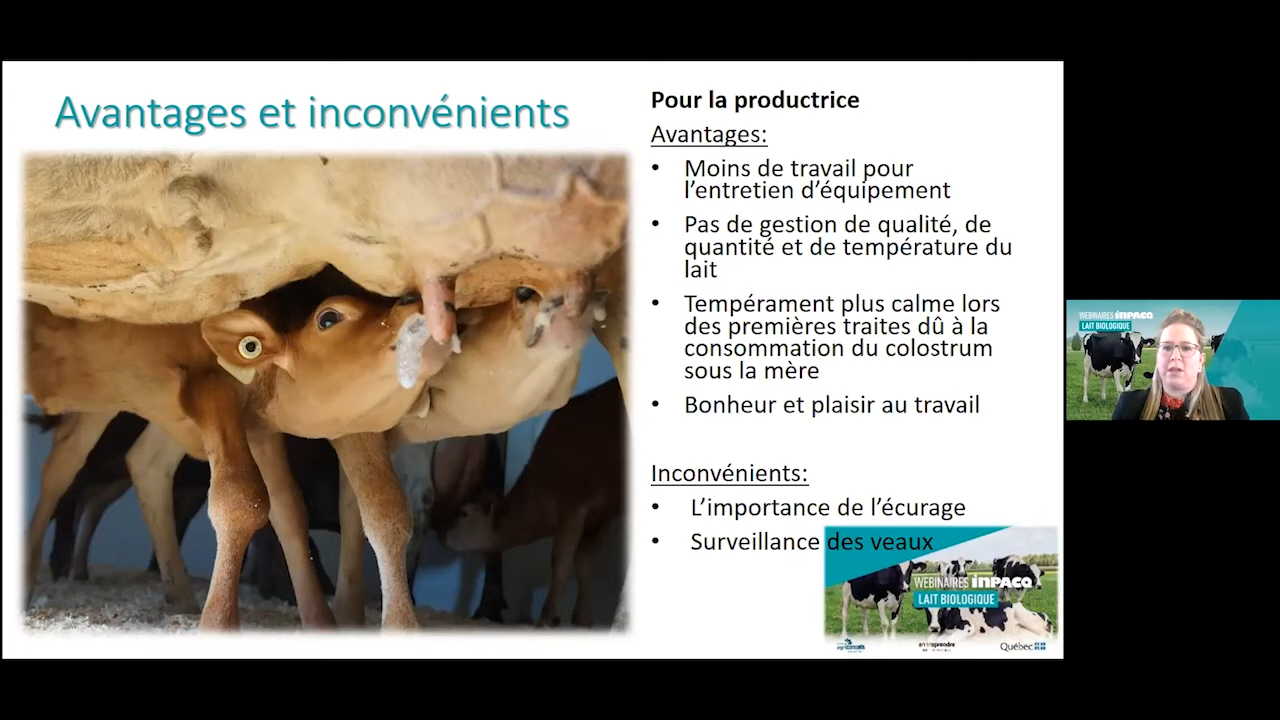 Avantages et inconvénients
Pour la productrice
Avantages:
• Moins de travail pour
l’entretien d’équipement
• Pas de gestion de qualité, de
quantité et de température du
lait
• Tempérament plus calme lors
des premières traites dû à la
consommation du colostrum
sous la mère
• Bonheur et plaisir au travail
Inconvénients:
• L’importance de l’écurage
• Surveillance des veaux
WEBINAIRES INPACQ
LAIT BIOLOGIQUE
Québec
WEBINAIRES INPACQ
LAIT BIOLOGIQUE